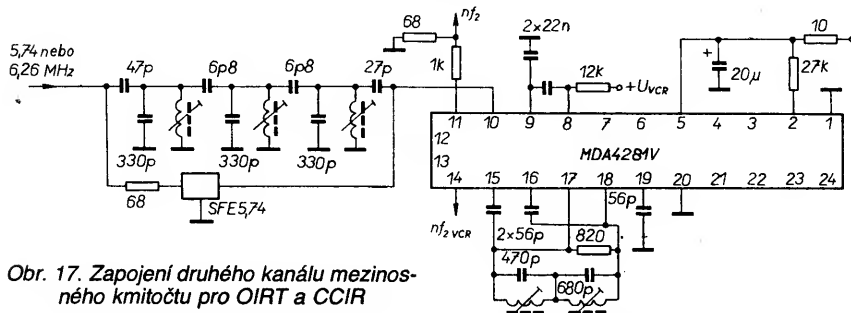 5,74 nebo
6,26 MHz
47p
6p8
6p8
27p
330p
330p
330p
68
SFE5,74
68
nf2
1k
2×22n
12k
+UVCR
+
20μ
27k
10
11 10 9 8 7 6 5 4 3 2 1
12
13
MDA4281V
14 15 16 17 18 19 20 21 22 23 24
nf2 VCR
2×56p
56p
820
470p
680p
Obr. 17. Zapojení druhého kanálu mezinos-
ného kmitočtu pro OIRT a CCIR